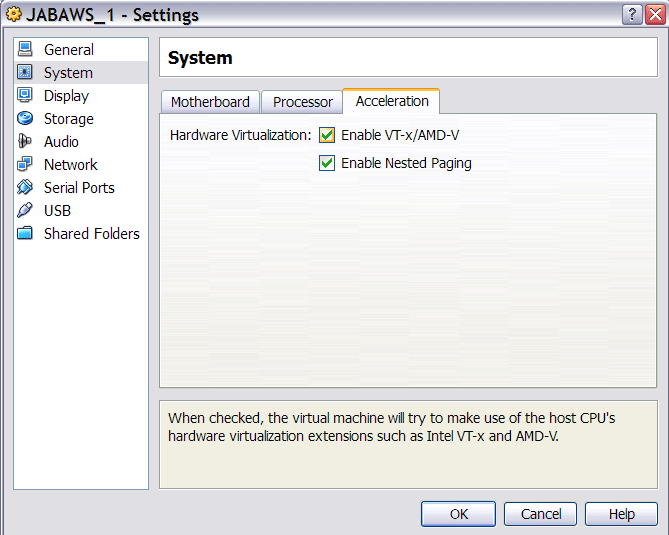 JABAWS_1 - Settings
General
System
Display
Storage
Audio
Network
Serial Ports
USB
Shared Folders
System
Motherboard Processor Acceleration
Hardware Virtualization: Enable VT-x/AMD-V
Enable Nested Paging
When checked, the virtual machine will try to make use of the host CPU's
hardware virtualization extensions such as Intel VT-x and AMD-V.
OK Cancel Help